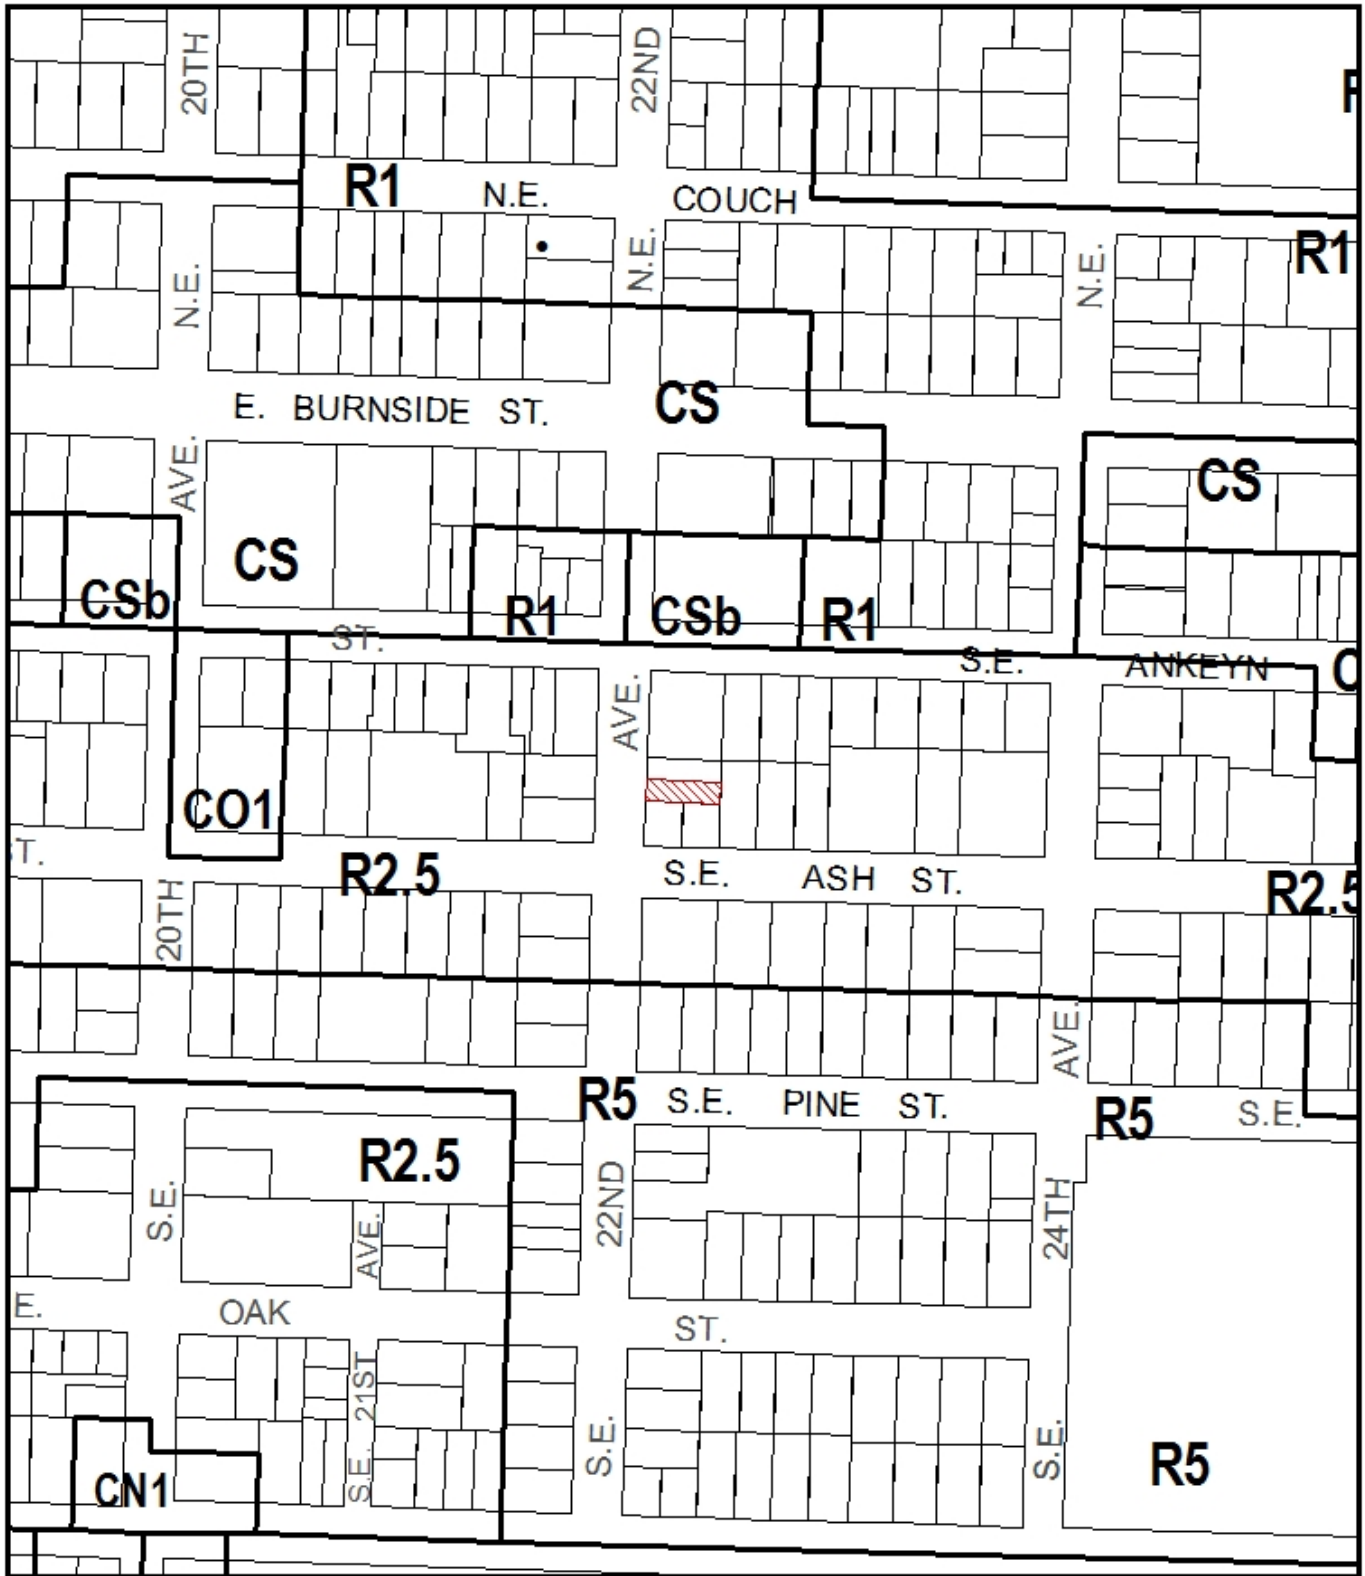 20TH
22ND
R1
N.E.
COUCH
R1
N.E.
N.E.
N.E.
E. BURNSIDE ST.
CS
AVE.
CS
CS
CSb
R1
CSb
R1
ST.
S.E.
ANKEYN
AVE.
CO1
R2.5
S.E. ASH ST.
R2.5
20TH
AVE.
R5
S.E. PINE ST.
R5
S.E.
R2.5
S.E.
AVE.
22ND
24TH
E.
OAK
ST.
21ST
S.E.
S.E.
S.E.
CN1
R5